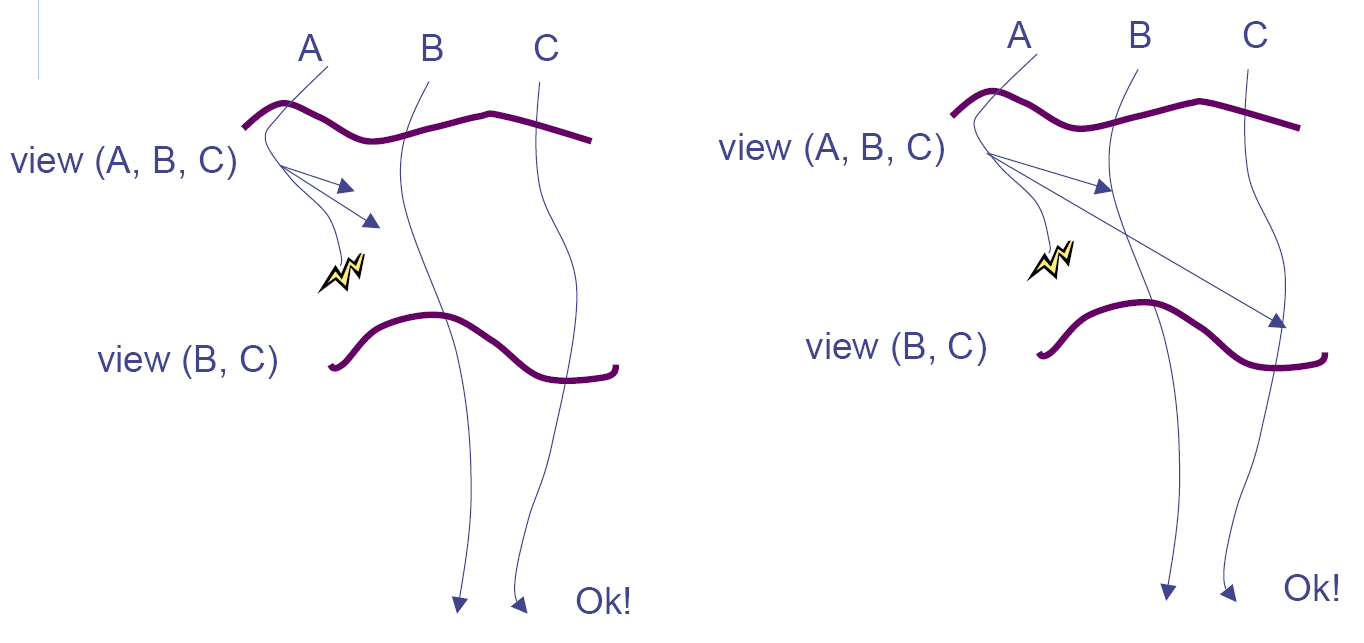 A B C
view (A, B, C)
view (B, C)
Ok!
A B C
view (A, B, C)
view (B, C)
Ok!